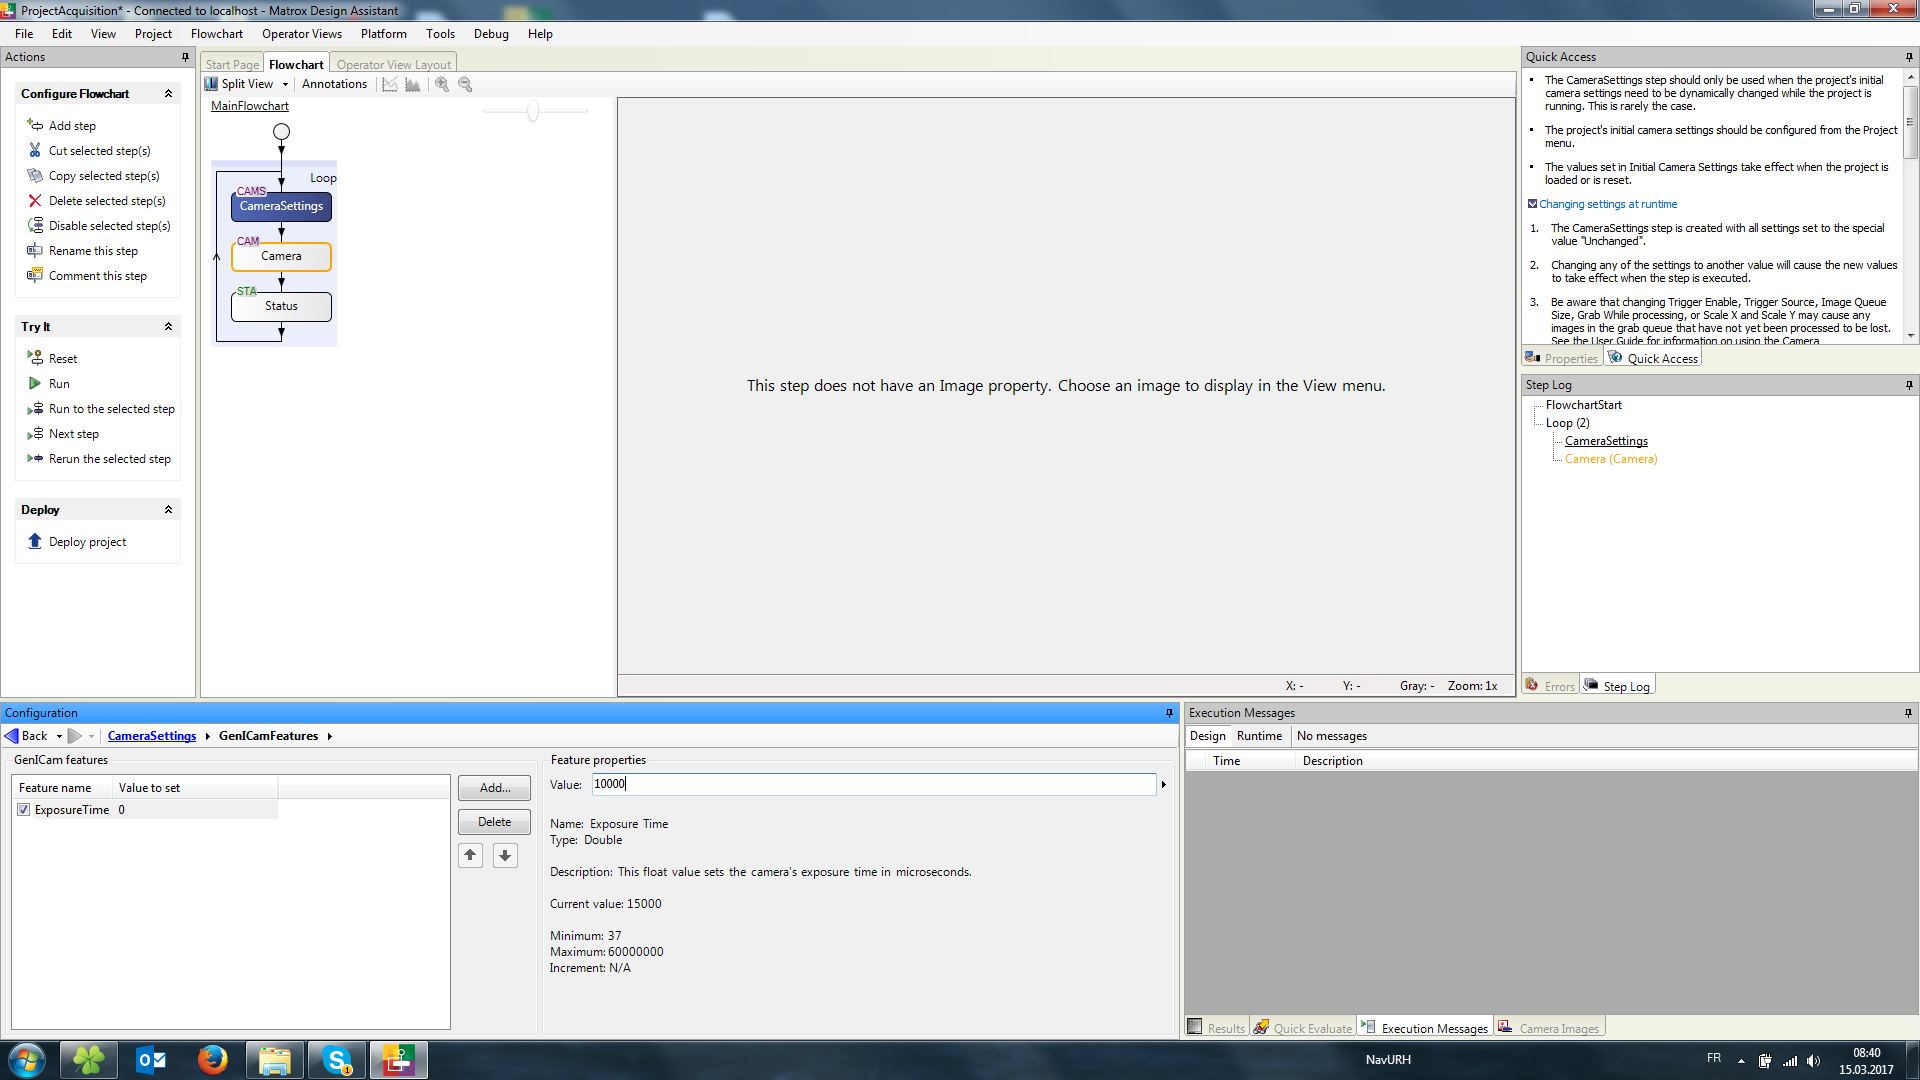 ProjectAcquisition* - Connected to localhost - Matrox Design Assistant
File Edit View Project Flowchart Operator Views Platform Tools Debug Help
Actions
Configure Flowchart
Add step
Cut selected step(s)
Copy selected step(s)
Delete selected step(s)
Disable selected step(s)
Rename this step
Comment this step
Try It
Reset
Run
Run to the selected step
Next step
Rerun the selected step
Deploy
Deploy project
Start Page Flowchart Operator View Layout
Split View Annotations
MainFlowchart
Loop
CAMS
CameraSettings
CAM
Camera
STA
Status
This step does not have an Image property. Choose an image to display in the View menu.
X: - Y: - Gray: - Zoom: 1x
Quick Access
• The CameraSettings step should only be used when the project's initial
camera settings need to be dynamically changed while the project is
running. This is rarely the case.
• The project's initial camera settings should be configured from the Project
menu.
• The values set in Initial Camera Settings take effect when the project is
loaded or is reset.
Changing settings at runtime
1. The CameraSettings step is created with all settings set to the special
value "Unchanged".
2. Changing any of the settings to another value will cause the new values
to take effect when the step is executed.
3. Be aware that changing Trigger Enable, Trigger Source, Image Queue
Size, Grab While processing, or Scale X and Scale Y may cause any
images in the grab queue that have not yet been processed to be lost.
See the User Guide for information on using the Camera
Properties Quick Access
Step Log
FlowchartStart
Loop (2)
CameraSettings
Camera (Camera)
Errors Step Log
Configuration
Back CameraSettings GenICamFeatures
GenICam features
Feature name Value to set
ExposureTime 0
Add...
Delete
Feature properties
Value: 10000
Name: Exposure Time
Type: Double
Description: This float value sets the camera's exposure time in microseconds.
Current value: 15000
Minimum: 37
Maximum: 60000000
Increment: N/A
Execution Messages
Design Runtime No messages
Time Description
Results Quick Evaluate Execution Messages Camera Images
NavURH
FR
08:40
15.03.2017